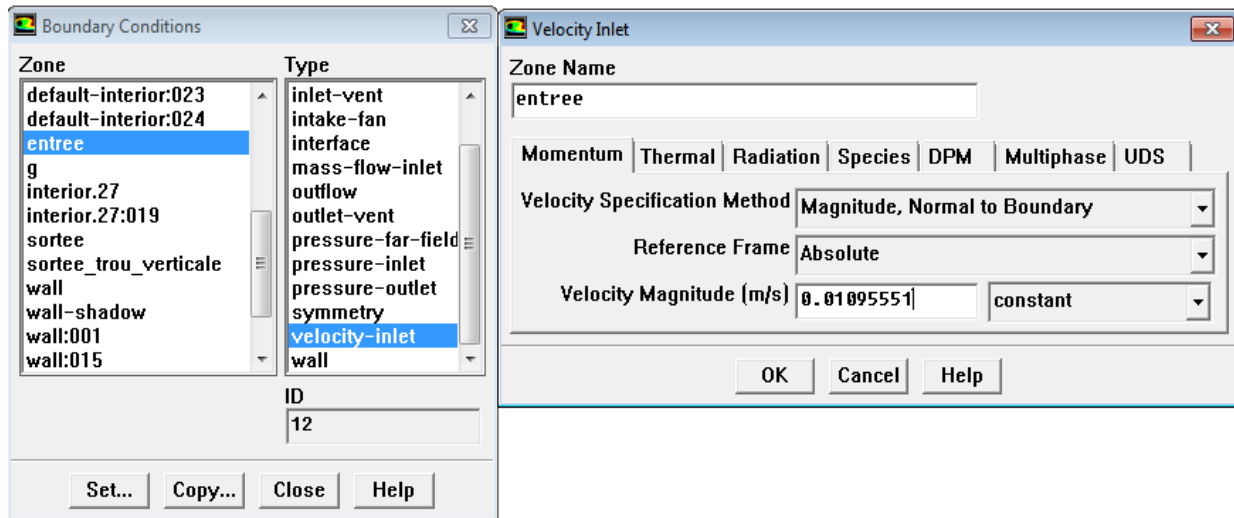 Boundary Conditions
Zone
default-interior:023
default-interior:024
entree
g
interior.27
interior.27:019
sortee
sortee_trou_verticale
wall
wall-shadow
wall:001
wall:015
Type
inlet-vent
intake-fan
interface
mass-flow-inlet
outflow
outlet-vent
pressure-far-field
pressure-inlet
pressure-outlet
symmetry
velocity-inlet
wall
ID
12
Set... Copy... Close Help
Velocity Inlet
Zone Name
entree
Momentum Thermal Radiation Species DPM Multiphase UDS
Velocity Specification Method Magnitude, Normal to Boundary
Reference Frame Absolute
Velocity Magnitude (m/s) 0.01095551 constant
OK Cancel Help